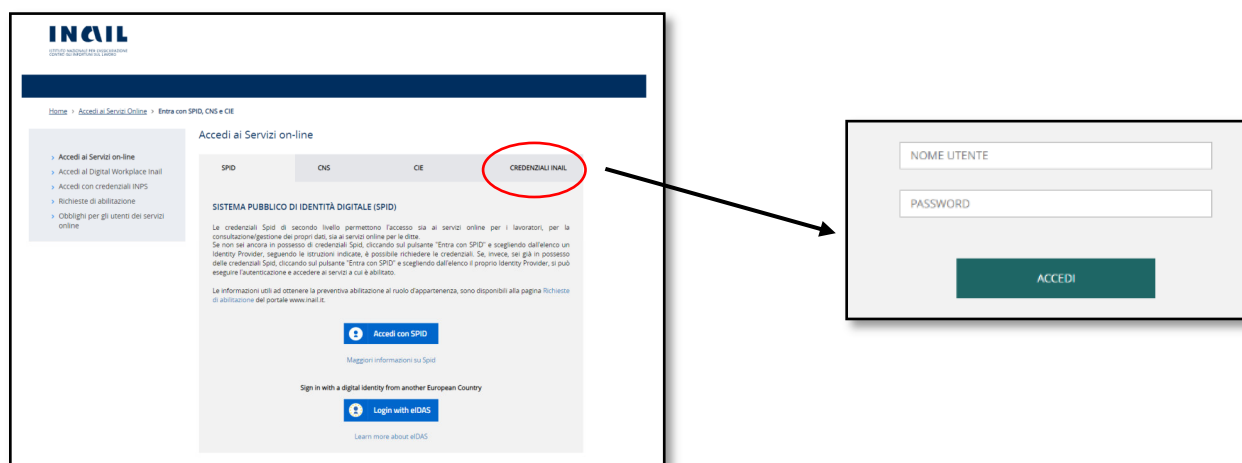 INAIL
ISTITUTO NAZIONALE PER L'ASSICURAZIONE
CONTRO GLI INFORTUNI SUL LAVORO
Home > Accedi ai Servizi Online > Entra con SPID, CNS e CIE
Accedi ai Servizi on-line
Accedi al Digital Workplace Inail
Accedi con credenziali INPS
Richieste di abilitazione
Obblighi per gli utenti dei servizi
online
Accedi ai Servizi on-line
SPID CNS CIE CREDENZIALI INAIL
SISTEMA PUBBLICO DI IDENTITÀ DIGITALE (SPID)
Le credenziali Spid di secondo livello permettono l'accesso sia ai servizi online per i lavoratori, per la
consultazione/gestione dei propri dati, sia ai servizi online per le ditte.
Se non sei ancora in possesso di credenziali Spid, cliccando sul pulsante "Entra con SPID" e scegliendo dall'elenco un
Identity Provider, seguendo le istruzioni indicate, è possibile richiedere le credenziali. Se, invece, sei già in possesso
delle credenziali Spid, cliccando sul pulsante "Entra con SPID" e scegliendo dall'elenco il proprio Identity Provider, si può
eseguire l'autenticazione e accedere ai servizi a cui è abilitato.
Le informazioni utili ad ottenere la preventiva abilitazione al ruolo d'appartenenza, sono disponibili alla pagina Richieste
di abilitazione del portale www.inail.it.
Accedi con SPID
Maggiori informazioni su Spid
Sign in with a digital identity from another European Country
Login with eIDAS
Learn more about eIDAS
NOME UTENTE
PASSWORD
ACCEDI